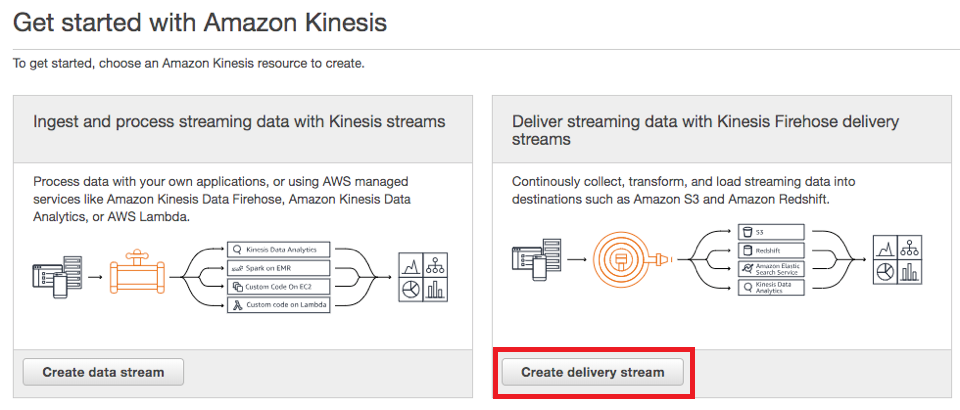 Get started with Amazon Kinesis
To get started, choose an Amazon Kinesis resource to create.
Ingest and process streaming data with Kinesis streams
Process data with your own applications, or using AWS managed
services like Amazon Kinesis Data Firehose, Amazon Kinesis Data
Analytics, or AWS Lambda.
Kinesis Data Analytics
Spark on EMR
Custom Code On EC2
Custom code on Lambda
Create data stream
Deliver streaming data with Kinesis Firehose delivery
streams
Continously collect, transform, and load streaming data into
destinations such as Amazon S3 and Amazon Redshift.
S3
Redshift
Amazon Elastic
Search Service
Kinesis Data
Analytics
Create delivery stream